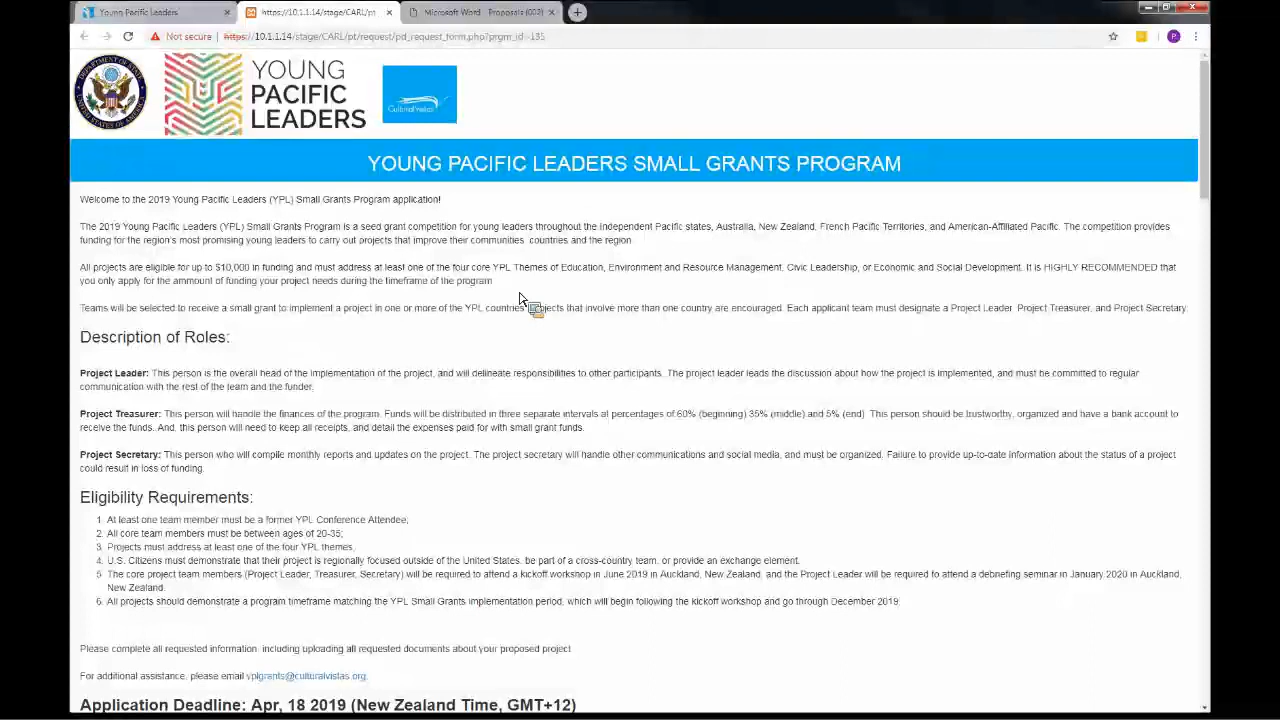 Young Pacific Leaders
https://10.1.1.14/stage/CARL/pt
Microsoft Word - Proposals (002)
Not secure | https://10.1.1.14/stage/CARL/pt/request/pd_request_form.php?prgm_id=135
DEPARTMENT OF STATE
UNITED STATES OF AMERICA
YOUNG
PACIFIC
LEADERS
CulturalVistas
YOUNG PACIFIC LEADERS SMALL GRANTS PROGRAM
Welcome to the 2019 Young Pacific Leaders (YPL) Small Grants Program application!
The 2019 Young Pacific Leaders (YPL) Small Grants Program is a seed grant competition for young leaders throughout the Independent Pacific states, Australia, New Zealand, French Pacific Territories, and American-Affiliated Pacific. The competition provides
funding for the region's most promising young leaders to carry out projects that improve their communities, countries and the region.
All projects are eligible for up to $10,000 in funding and must address at least one of the four core YPL Themes of Education, Environment and Resource Management, Civic Leadership, or Economic and Social Development. It is HIGHLY RECOMMENDED that
you only apply for the ammount of funding your project needs during the timeframe of the program
Teams will be selected to receive a small grant to implement a project in one or more of the YPL countries. Projects that involve more than one country are encouraged. Each applicant team must designate a Project Leader, Project Treasurer, and Project Secretary.
Description of Roles:
Project Leader: This person is the overall head of the implementation of the project, and will delineate responsibilities to other participants. The project leader leads the discussion about how the project is implemented, and must be committed to regular
communication with the rest of the team and the funder.
Project Treasurer: This person will handle the finances of the program. Funds will be distributed in three separate intervals at percentages of 60% (beginning) 35% (middle) and 5% (end). This person should be trustworthy, organized and have a bank account to
receive the funds. And, this person will need to keep all receipts, and detail the expenses paid for with small grant funds.
Project Secretary: This person who will compile monthly reports and updates on the project. The project secretary will handle other communications and social media, and must be organized. Failure to provide up-to-date information about the status of a project
could result in loss of funding.
Eligibility Requirements:
1. At least one team member must be a former YPL Conference Attendee;
2. All core team members must be between ages of 20-35;
3. Projects must address at least one of the four YPL themes;
4. U.S. Citizens must demonstrate that their project is regionally focused outside of the United States, be part of a cross-country team, or provide an exchange element.
5. The core project team members (Project Leader, Treasurer, Secretary) will be required to attend a kickoff workshop in June 2019 in Auckland, New Zealand, and the Project Leader will be required to attend a debriefing seminar in January 2020 in Auckland,
New Zealand.
6. All projects should demonstrate a program timeframe matching the YPL Small Grants implementation period, which will begin following the kickoff workshop and go through December 2019.
Please complete all requested information, including uploading all requested documents about your proposed project.
For additional assistance, please email yplgrants@culturalvistas.org.
Application Deadline: Apr, 18 2019 (New Zealand Time, GMT+12)